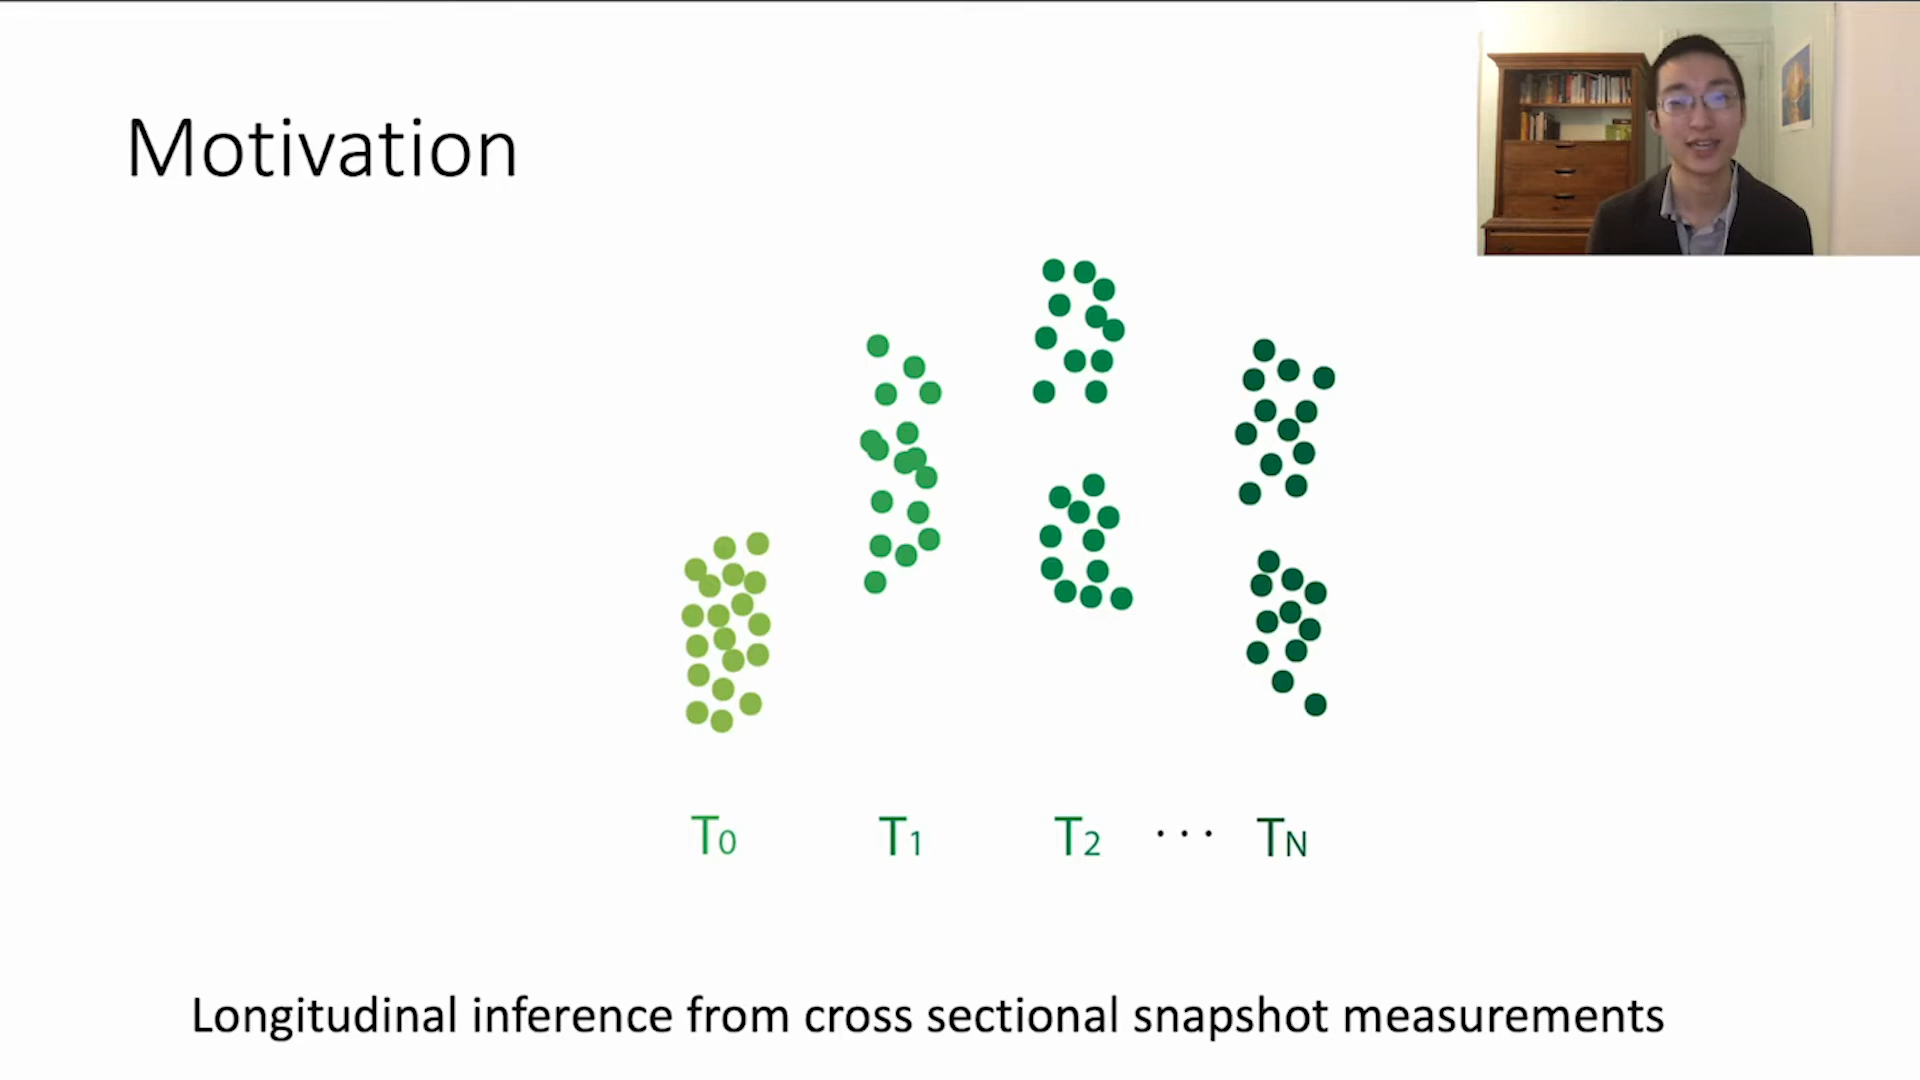 Motivation
T0 T1 T2 ... TN
Longitudinal inference from cross sectional snapshot measurements